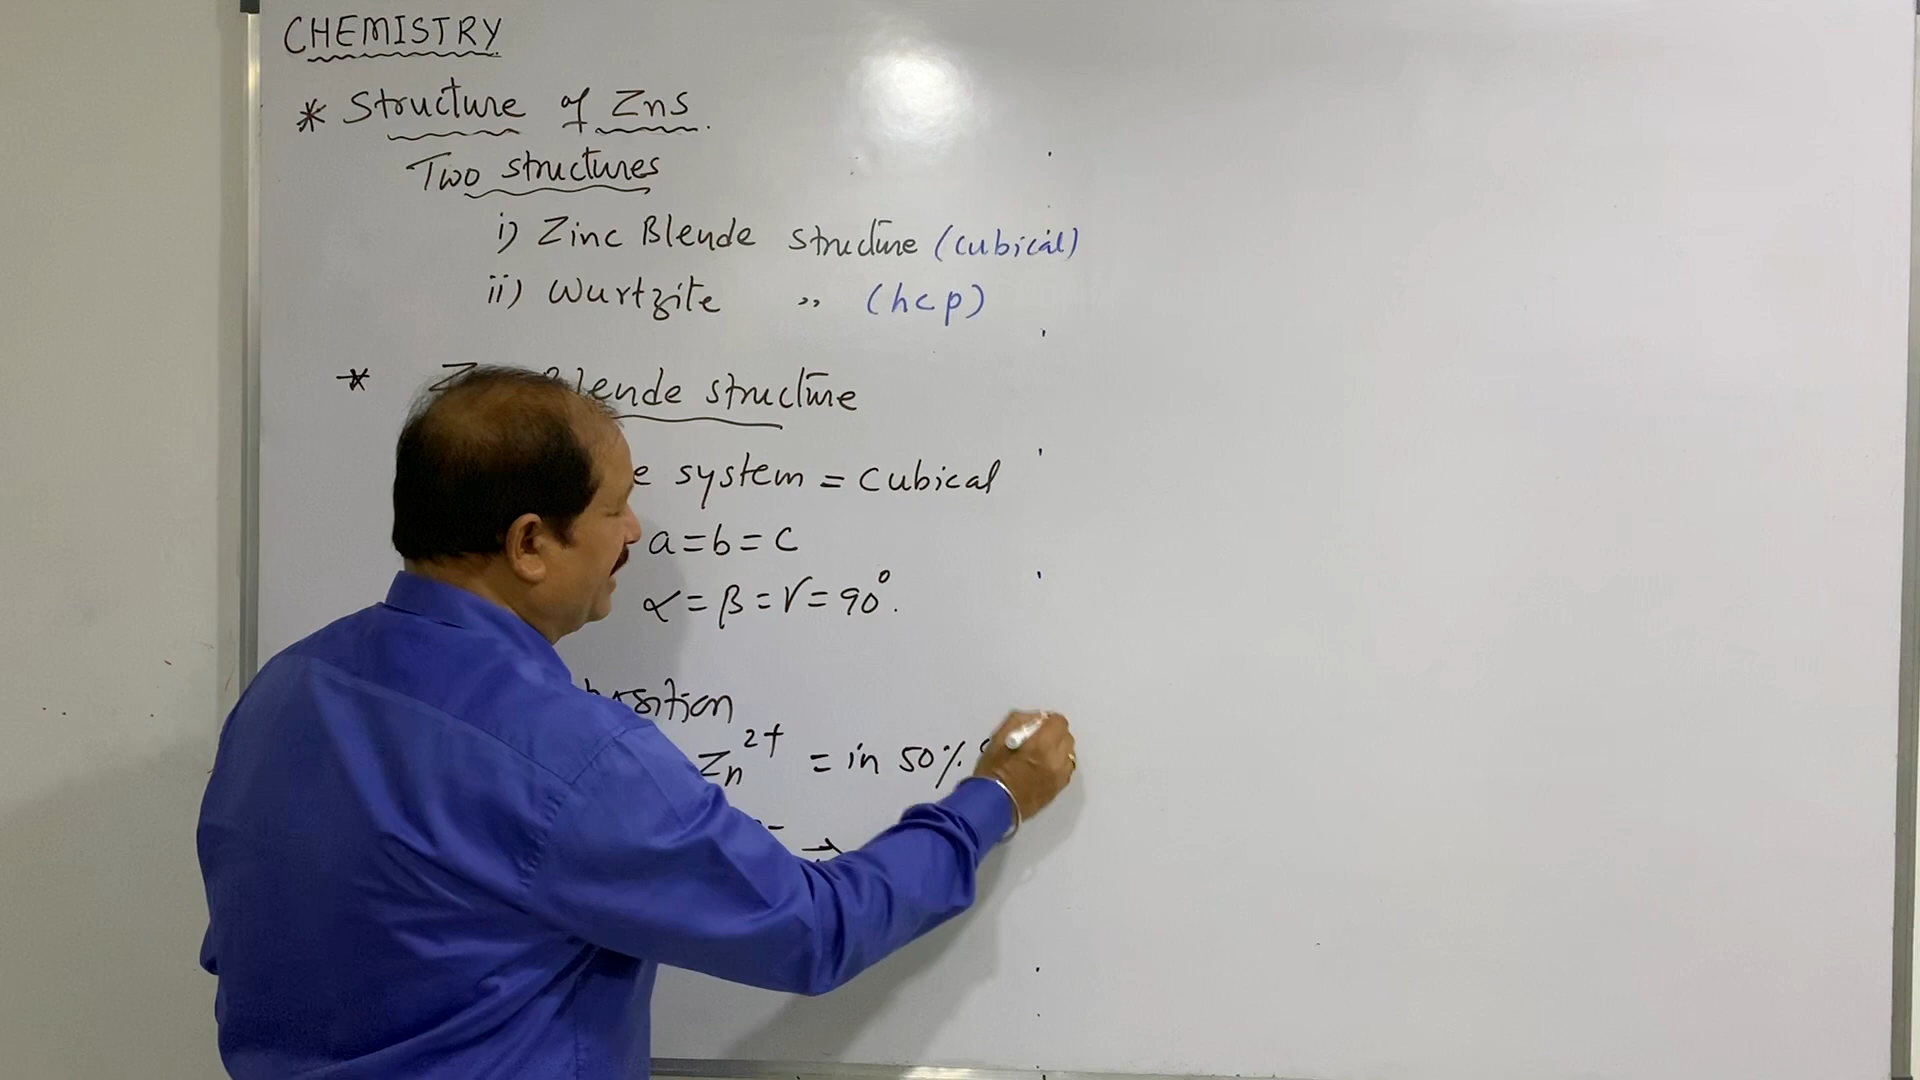 CHEMISTRY
* Structure of ZnS.
Two structures
i) Zinc Blende structure (cubical)
ii) Wurtzite " (hcp)
* Blende structure
system = cubical
a = b = c
α = β = γ = 90°.
Zn²⁺ = in 50%